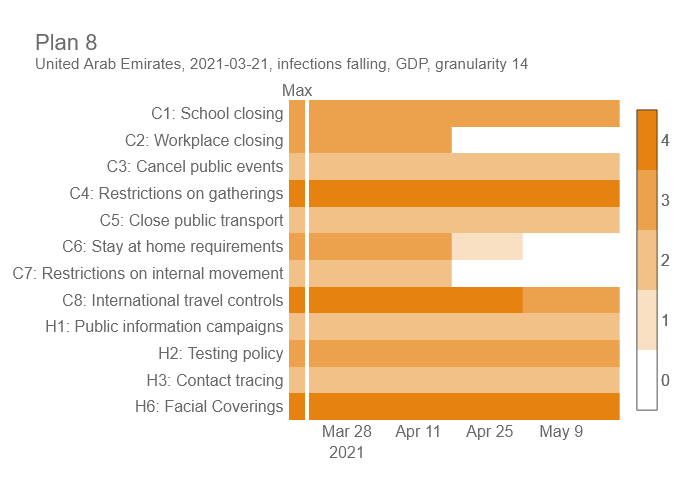 Plan 8
United Arab Emirates, 2021-03-21, infections falling, GDP, granularity 14
Max
C1: School closing
C2: Workplace closing
C3: Cancel public events
C4: Restrictions on gatherings
C5: Close public transport
C6: Stay at home requirements
C7: Restrictions on internal movement
C8: International travel controls
H1: Public information campaigns
H2: Testing policy
H3: Contact tracing
H6: Facial Coverings
Mar 28 Apr 11 Apr 25 May 9
2021
4
3
2
1
0